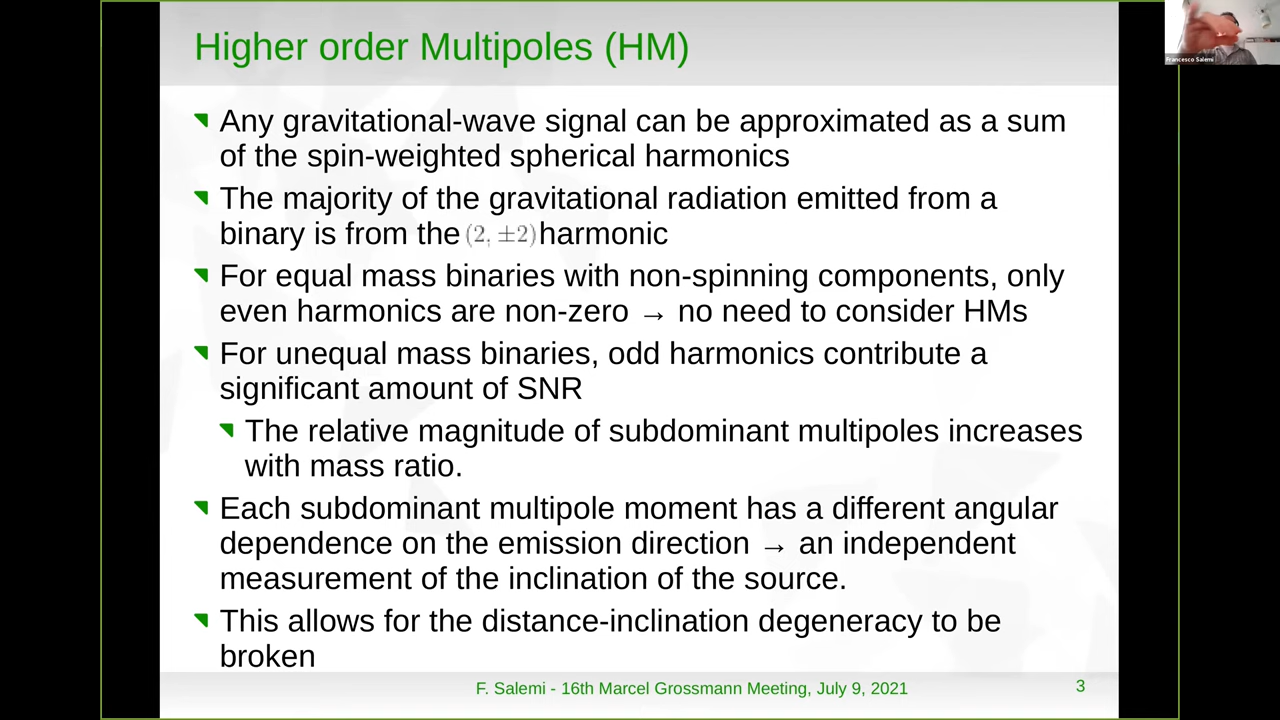 Higher order Multipoles (HM)
Francesco Salemi
Any gravitational-wave signal can be approximated as a sum
of the spin-weighted spherical harmonics
The majority of the gravitational radiation emitted from a
binary is from the (2, ±2) harmonic
For equal mass binaries with non-spinning components, only
even harmonics are non-zero → no need to consider HMs
For unequal mass binaries, odd harmonics contribute a
significant amount of SNR
The relative magnitude of subdominant multipoles increases
with mass ratio.
Each subdominant multipole moment has a different angular
dependence on the emission direction → an independent
measurement of the inclination of the source.
This allows for the distance-inclination degeneracy to be
broken
F. Salemi - 16th Marcel Grossmann Meeting, July 9, 2021
3